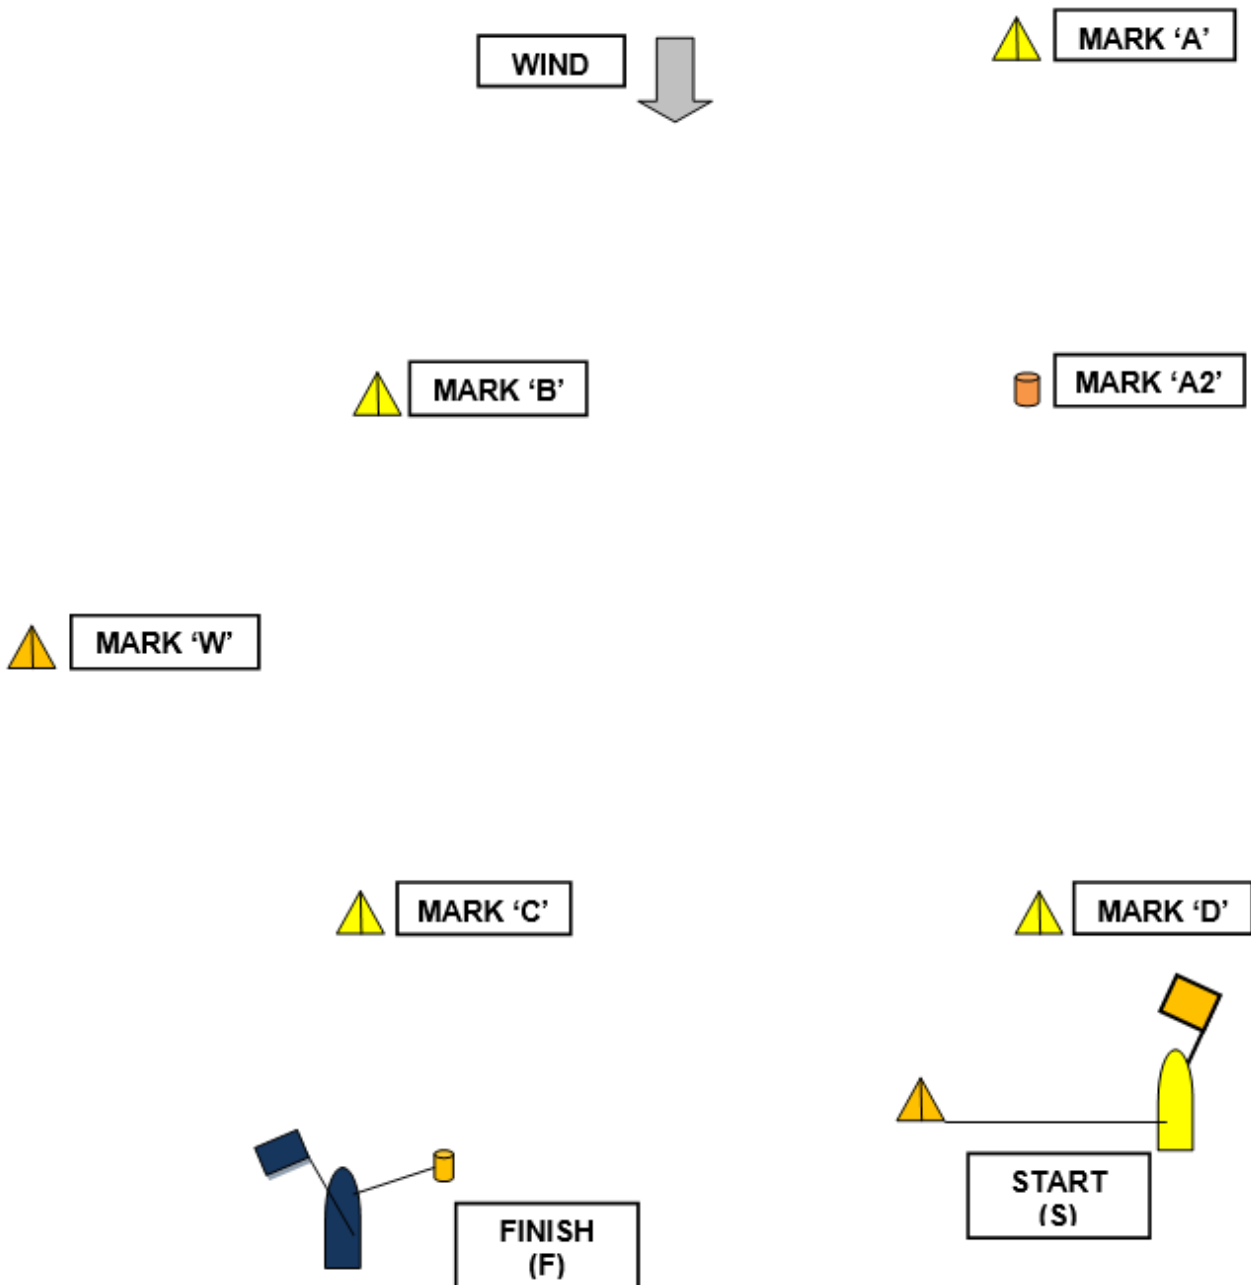 WIND
MARK ‘A’
MARK ‘B’
MARK ‘A2’
MARK ‘W’
MARK ‘C’
MARK ‘D’
START
(S)
FINISH
(F)